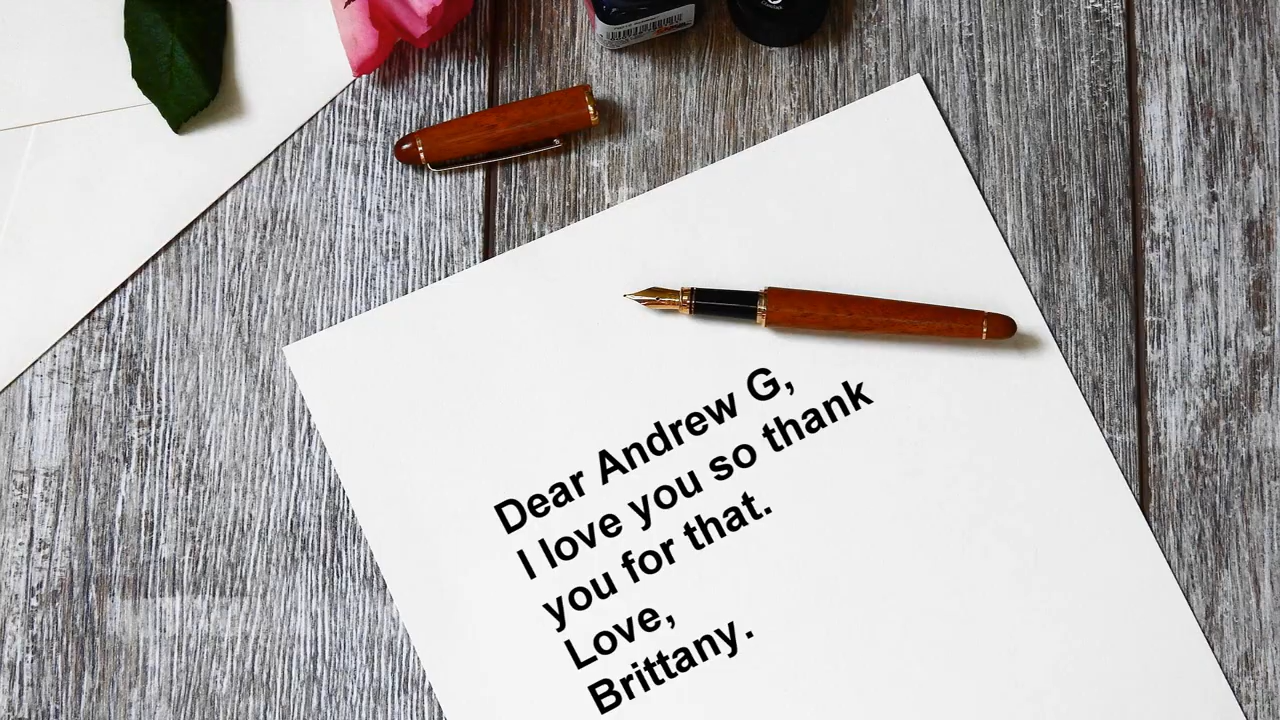 Dear Andrew G,
I love you so thank
you for that.
Love,
Brittany.